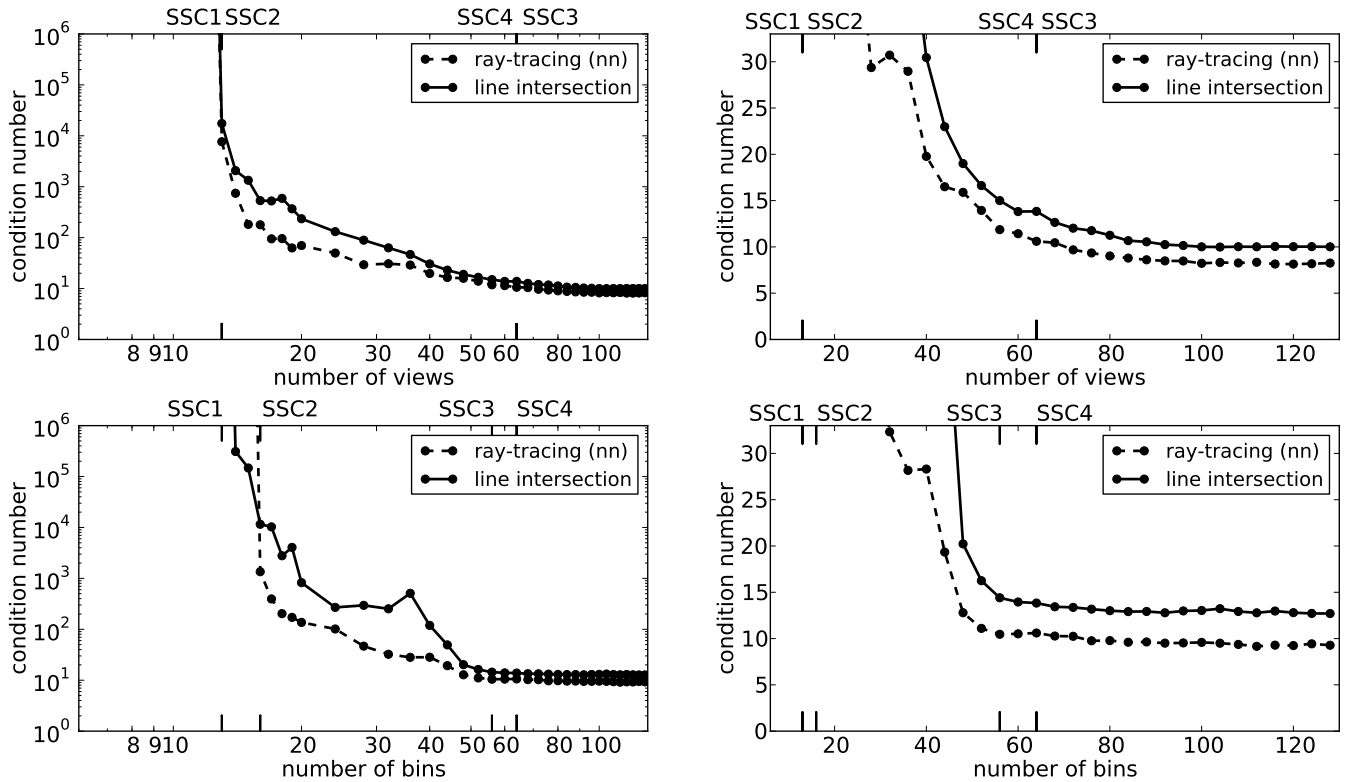 SSC1 SSC2 SSC4 SSC3
10^6
10^5
10^4
10^3
10^2
10^1
10^0
condition number
ray-tracing (nn)
line intersection
8 9 10 20 30 40 50 60 80 100
number of views
SSC1 SSC2 SSC4 SSC3
30
25
20
15
10
5
0
condition number
ray-tracing (nn)
line intersection
20 40 60 80 100 120
number of views
SSC1 SSC2 SSC3 SSC4
10^6
10^5
10^4
10^3
10^2
10^1
10^0
condition number
ray-tracing (nn)
line intersection
8 9 10 20 30 40 50 60 80 100
number of bins
SSC1 SSC2 SSC3 SSC4
30
25
20
15
10
5
0
condition number
ray-tracing (nn)
line intersection
20 40 60 80 100 120
number of bins